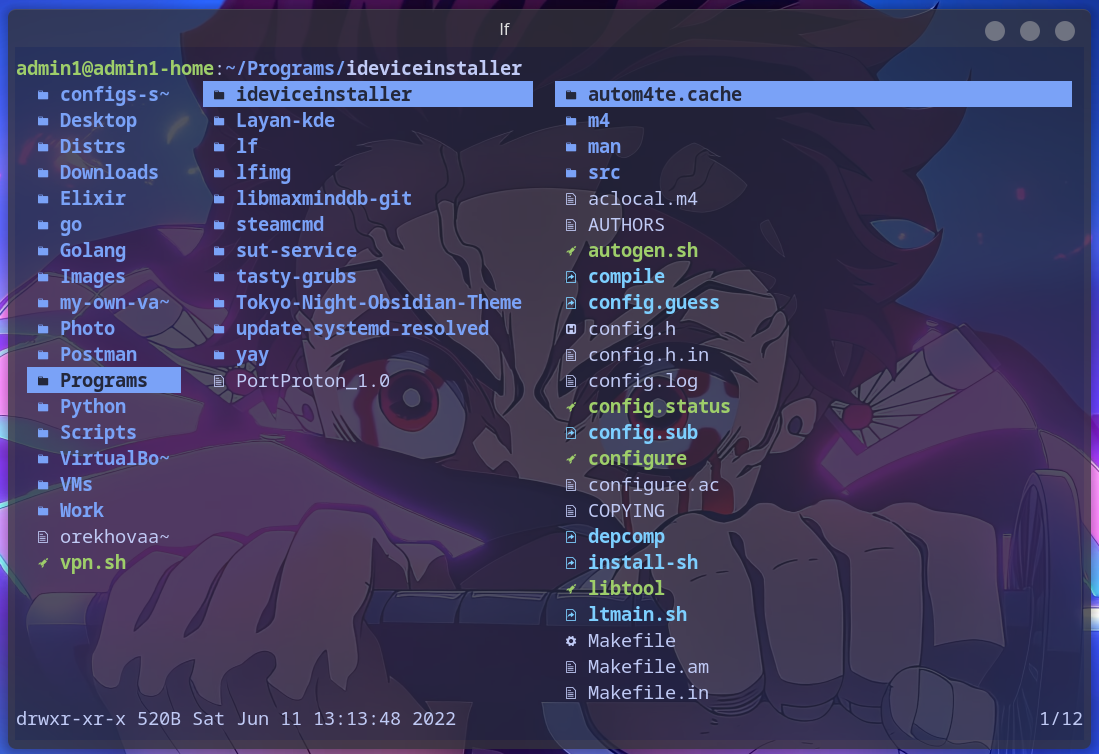 lf
admin1@admin1-home:~/Programs/ideviceinstaller
configs-s~ ideviceinstaller autom4te.cache
Desktop Layan-kde m4
Distrs lf man
Downloads lfimg src
Elixir libmaxminddb-git aclocal.m4
go steamcmd AUTHORS
Golang sut-service autogen.sh
Images tasty-grubs compile
my-own-va~ Tokyo-Night-Obsidian-Theme config.guess
Photo update-systemd-resolved config.h
Postman yay config.h.in
Programs PortProton_1.0 config.log
Python config.status
Scripts config.sub
VirtualBo~ configure
VMs configure.ac
Work COPYING
orekhovaa~ depcomp
vpn.sh install-sh
libtool
ltmain.sh
Makefile
Makefile.am
Makefile.in
drwxr-xr-x 520B Sat Jun 11 13:13:48 2022 1/12